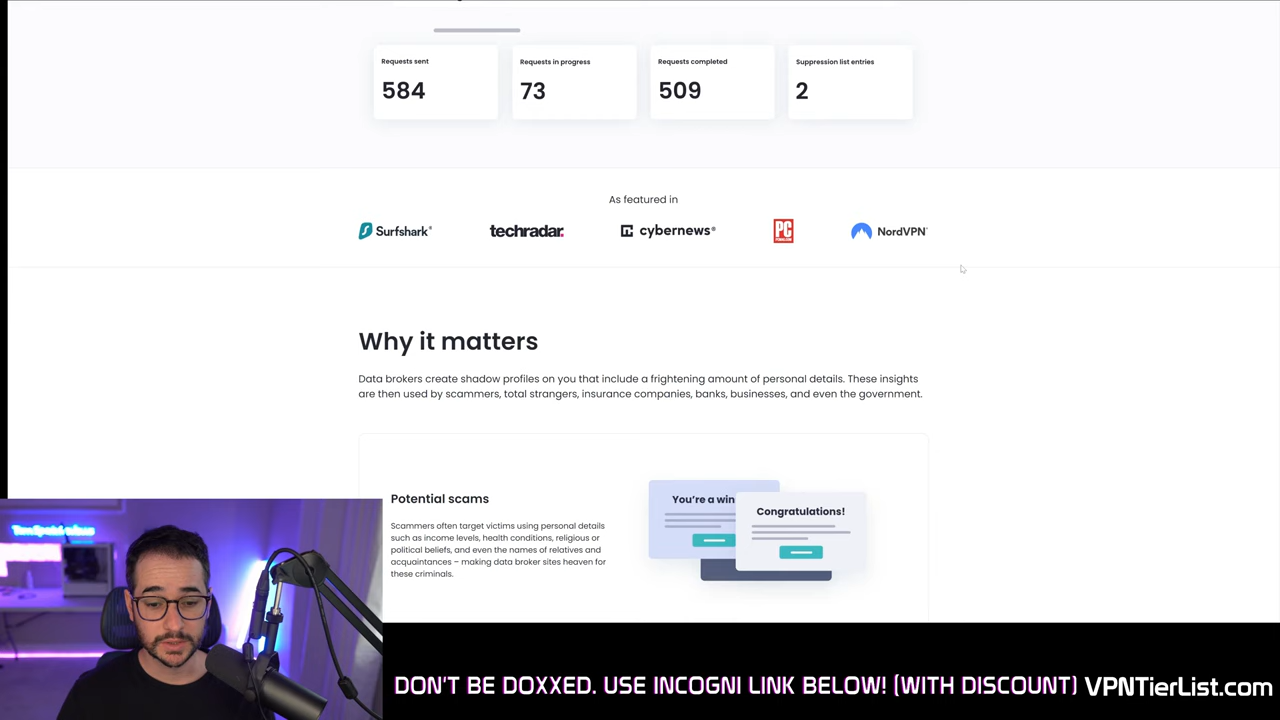 Requests sent
584
Requests in progress
73
Requests completed
509
Suppression list entries
2
As featured in
Surfshark®
techradar.
cybernews®
PC
NordVPN®
Why it matters
Data brokers create shadow profiles on you that include a frightening amount of personal details. These insights
are then used by scammers, total strangers, insurance companies, banks, businesses, and even the government.
Potential scams
Scammers often target victims using personal details
such as income levels, health conditions, religious or
political beliefs, and even the names of relatives and
acquaintances – making data broker sites heaven for
these criminals.
You're a win
Congratulations!
DON'T BE DOXXED. USE INCOGNI LINK BELOW! (WITH DISCOUNT)
VPNTierList.com